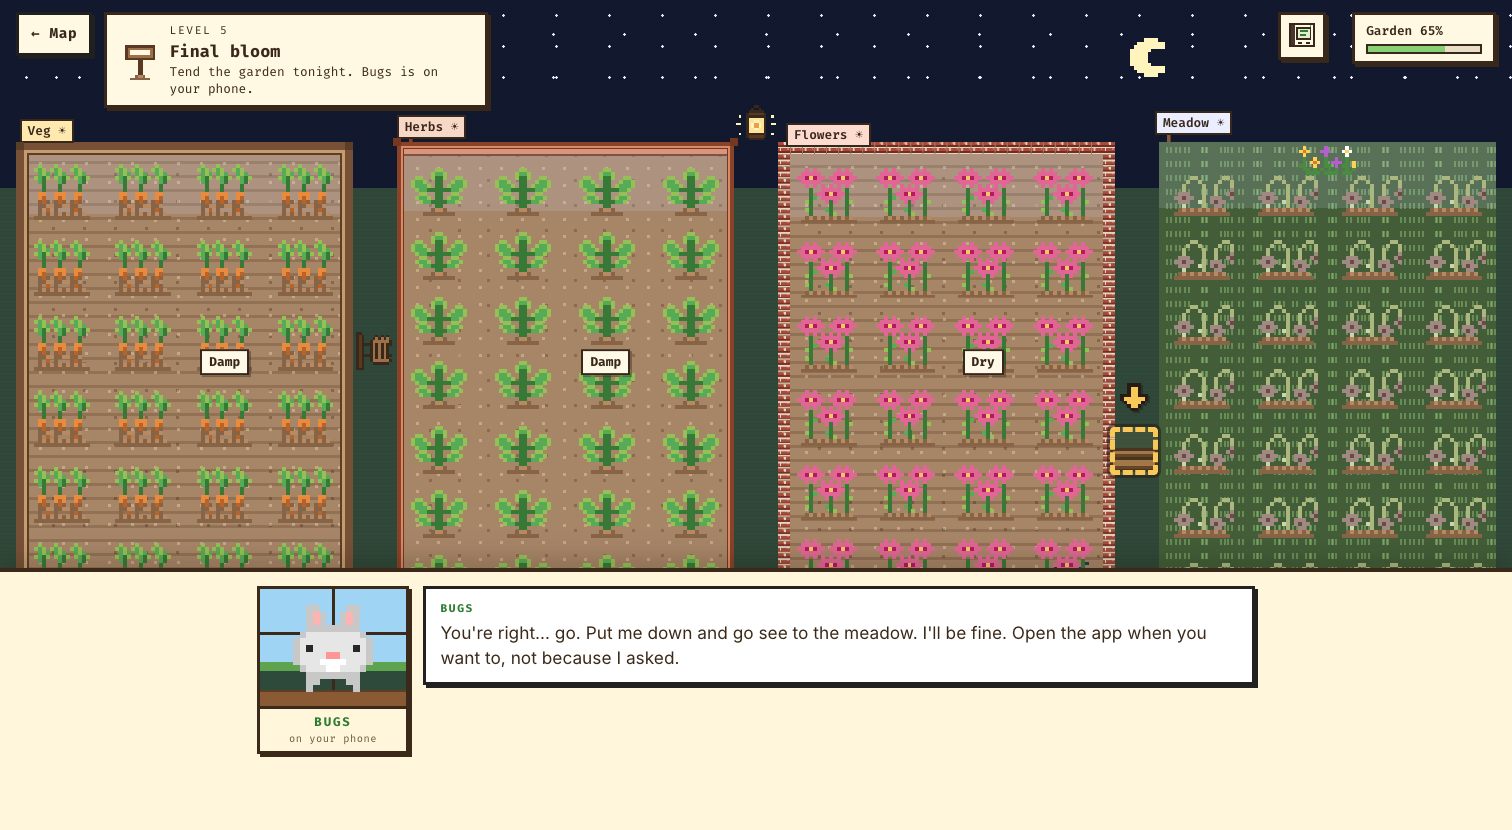 ← Map
LEVEL 5
Final bloom
Tend the garden tonight. Bugs is on
your phone.
Garden 65%
Veg ☀
Herbs ☀
Flowers ☀
Meadow ☀
Damp
Damp
Dry
BUGS
on your phone
BUGS
You're right... go. Put me down and go see to the meadow. I'll be fine. Open the app when you
want to, not because I asked.